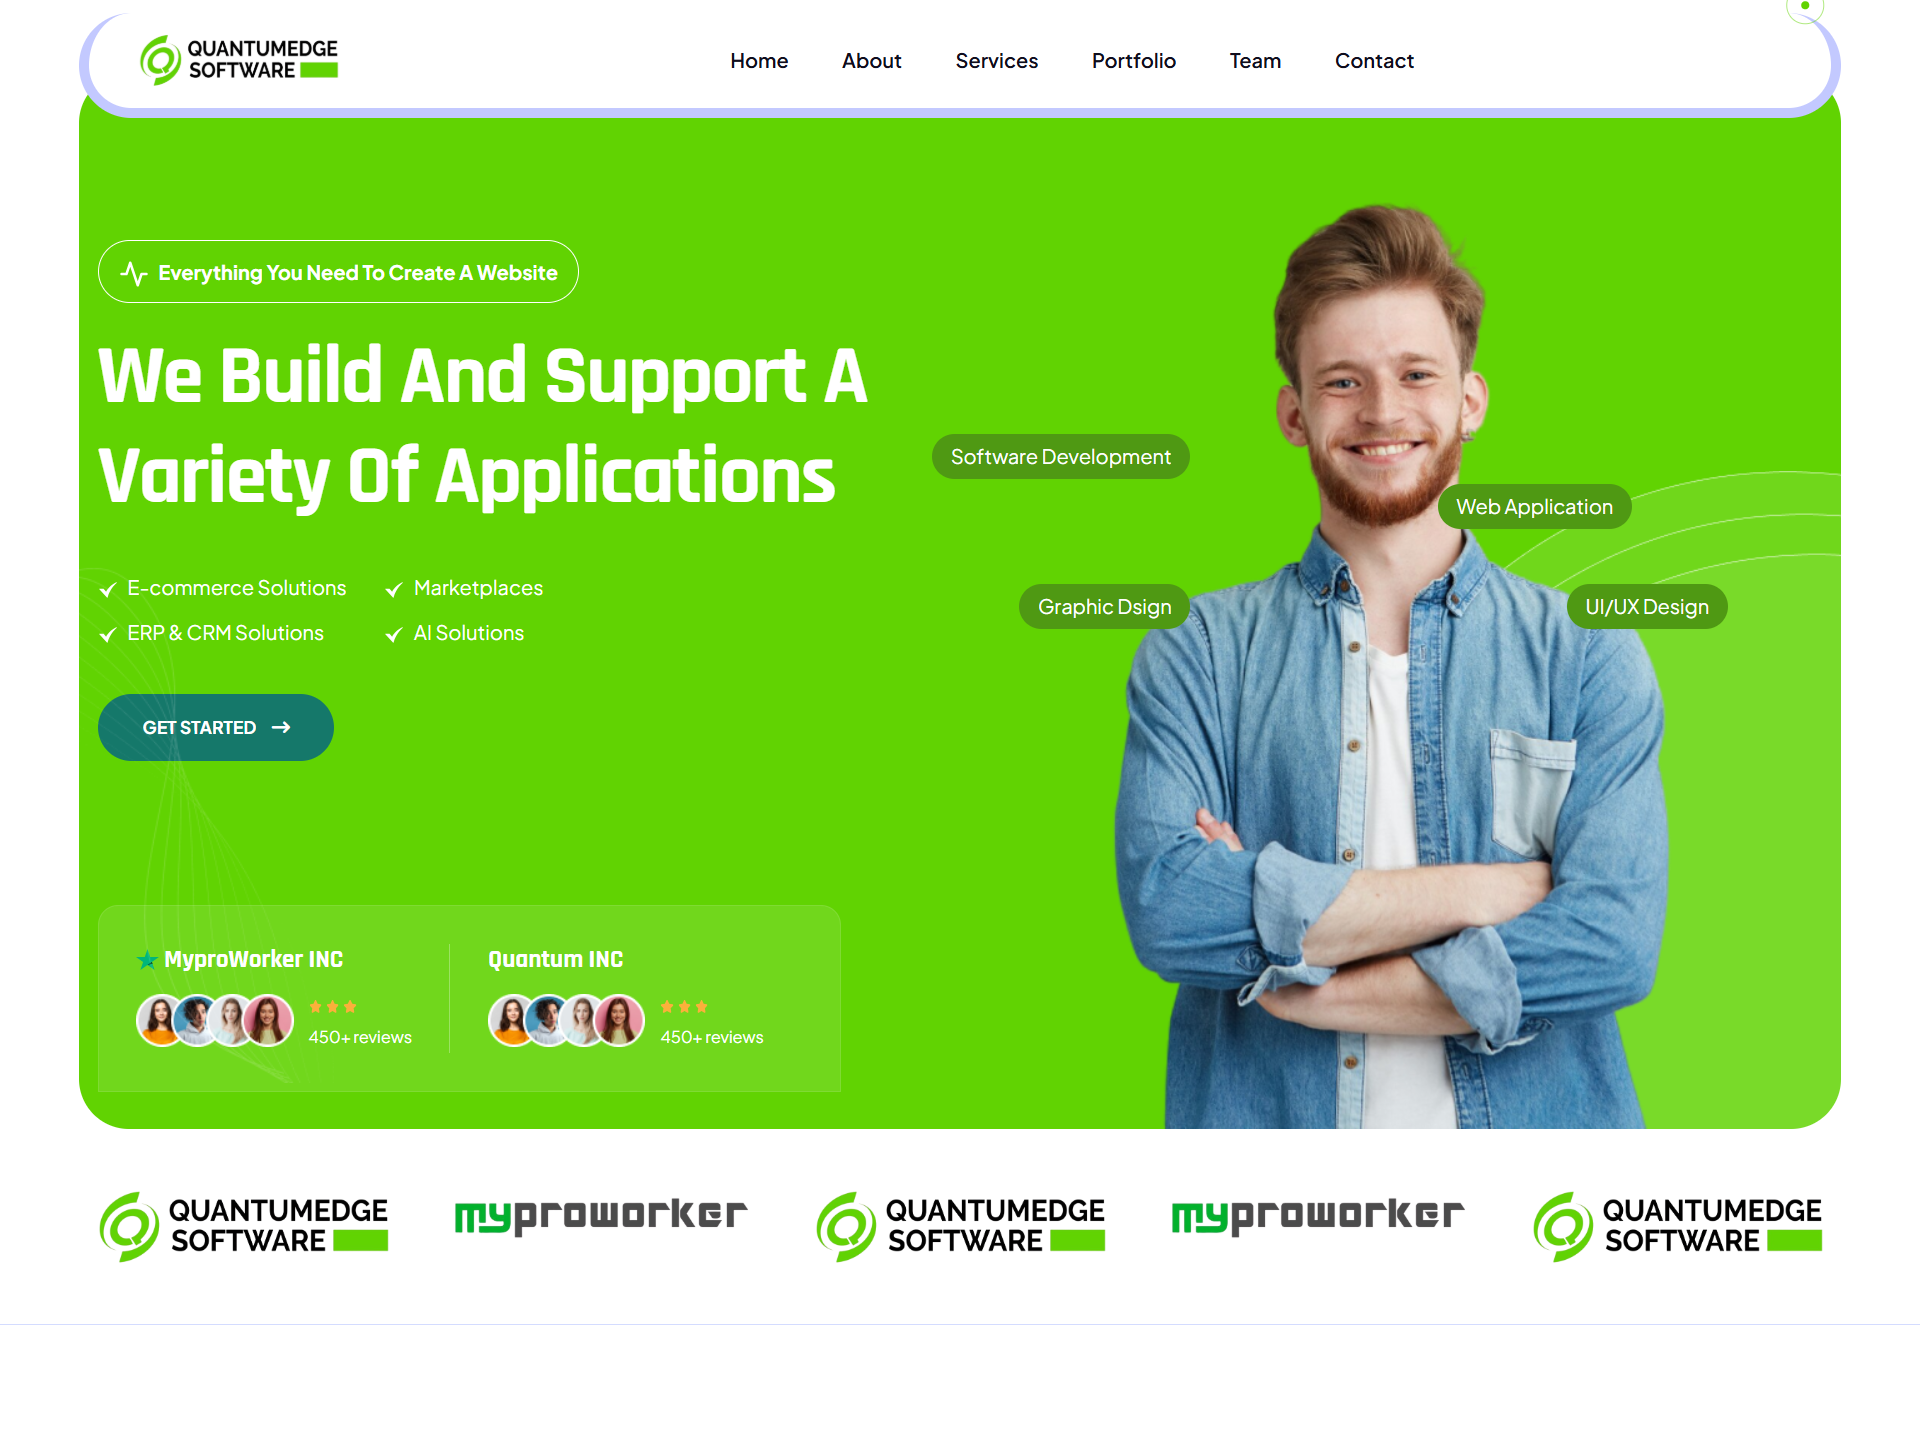 QUANTUMEDGE
SOFTWARE
Home About Services Portfolio Team Contact
Everything You Need To Create A Website
We Build And Support A
Variety Of Applications
E-commerce Solutions Marketplaces
ERP & CRM Solutions AI Solutions
GET STARTED
Software Development
Web Application
Graphic Dsign
UI/UX Design
MyproWorker INC
450+ reviews
Quantum INC
450+ reviews
QUANTUMEDGE
SOFTWARE
myproworker
QUANTUMEDGE
SOFTWARE
myproworker
QUANTUMEDGE
SOFTWARE